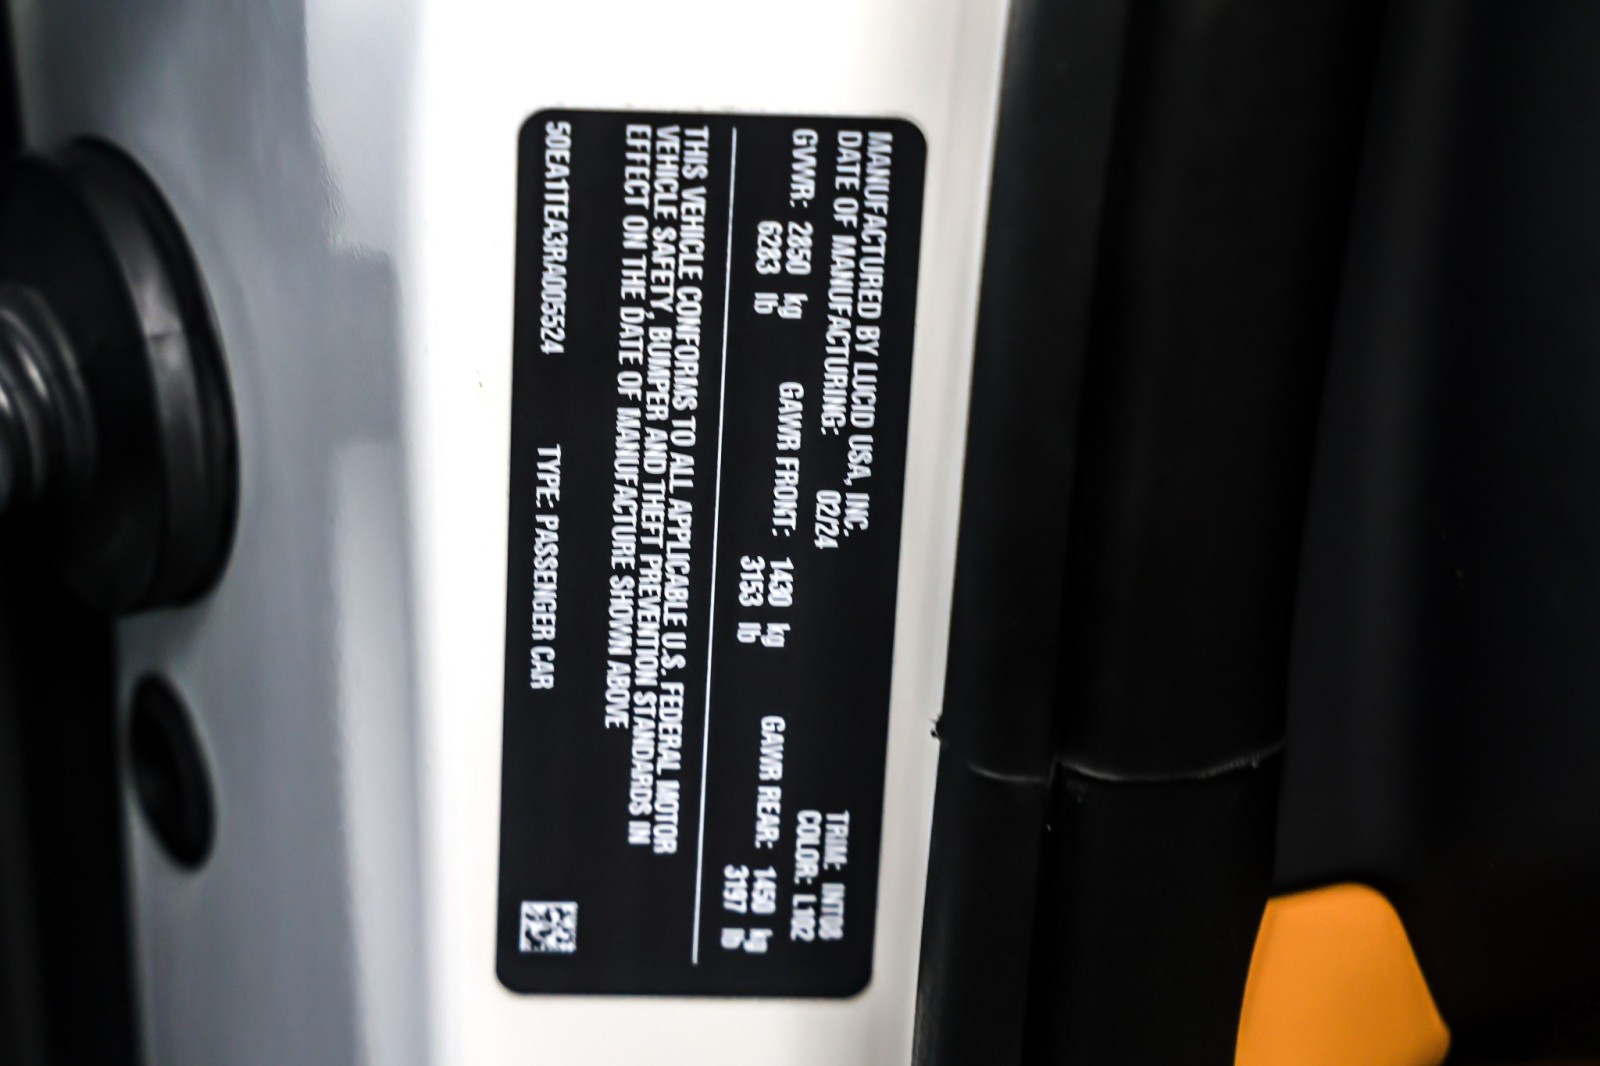 MANUFACTURED BY LUCID USA, INC.
DATE OF MANUFACTURING: 02/24
TRIM: INT08
COLOR: L102
GVWR: 2850 kg GAWR FRONT: 1430 kg GAWR REAR: 1450 kg
6283 lb 3153 lb 3197 lb
THIS VEHICLE CONFORMS TO ALL APPLICABLE U.S. FEDERAL MOTOR
VEHICLE SAFETY, BUMPER AND THEFT PREVENTION STANDARDS IN
EFFECT ON THE DATE OF MANUFACTURE SHOWN ABOVE
50EA1TEA3RA005524 TYPE: PASSENGER CAR